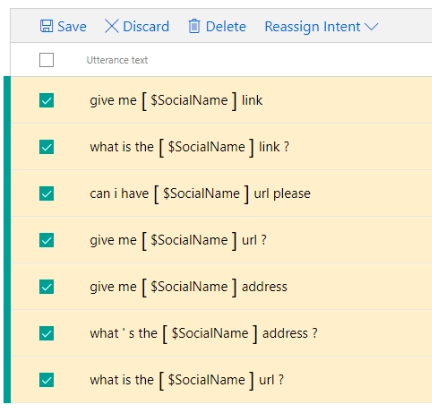 Save Discard Delete Reassign Intent
Utterance text
give me [ $SocialName ] link
what is the [ $SocialName ] link ?
can i have [ $SocialName ] url please
give me [ $SocialName ] url ?
give me [ $SocialName ] address
what ' s the [ $SocialName ] address ?
what is the [ $SocialName ] url ?